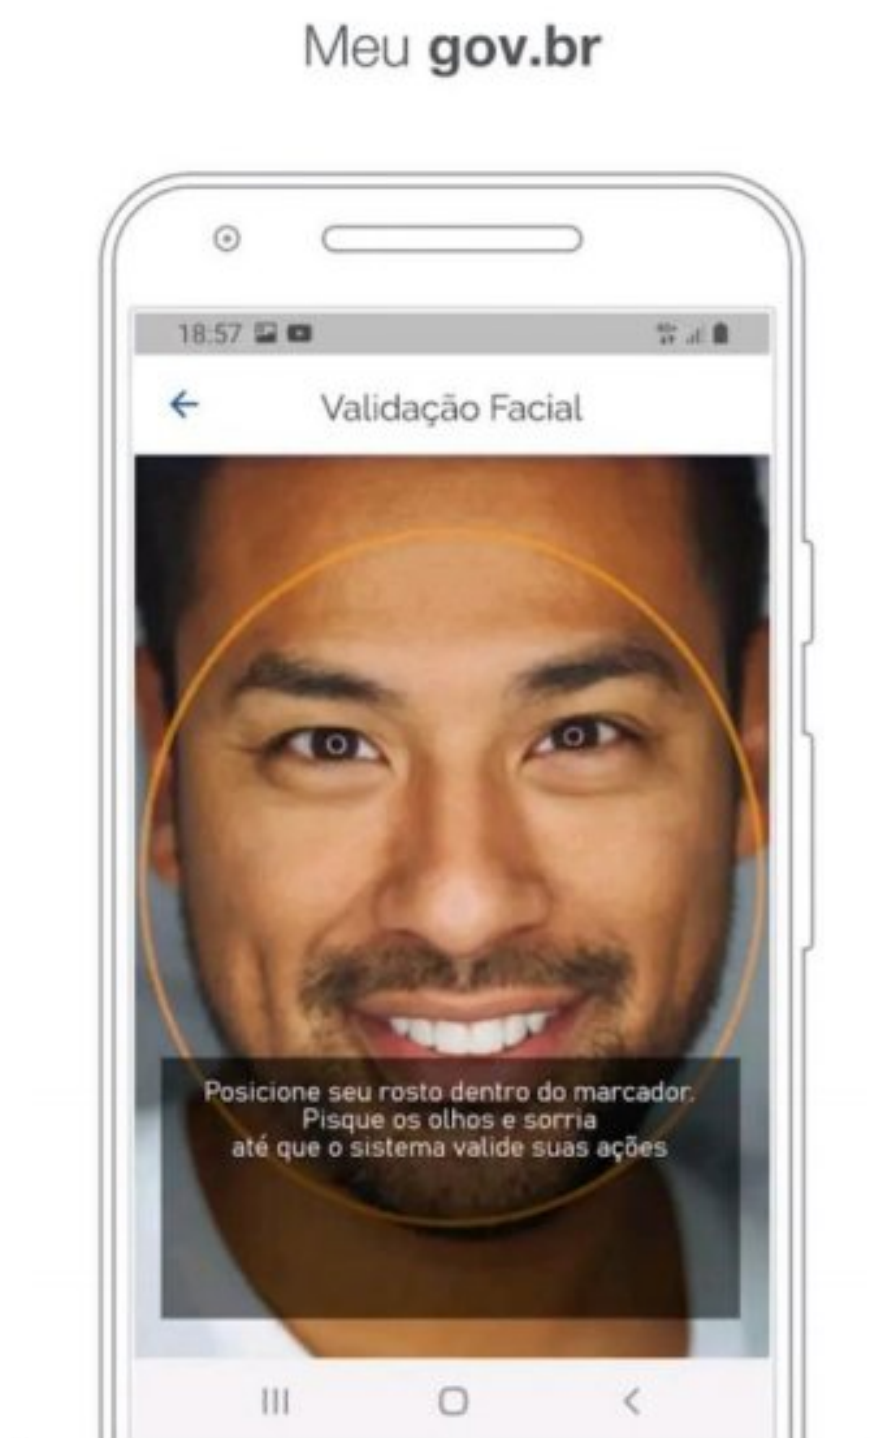 Meu gov.br
18:57
Validação Facial
Posicione seu rosto dentro do marcador.
Pisque os olhos e sorria
até que o sistema valide suas ações